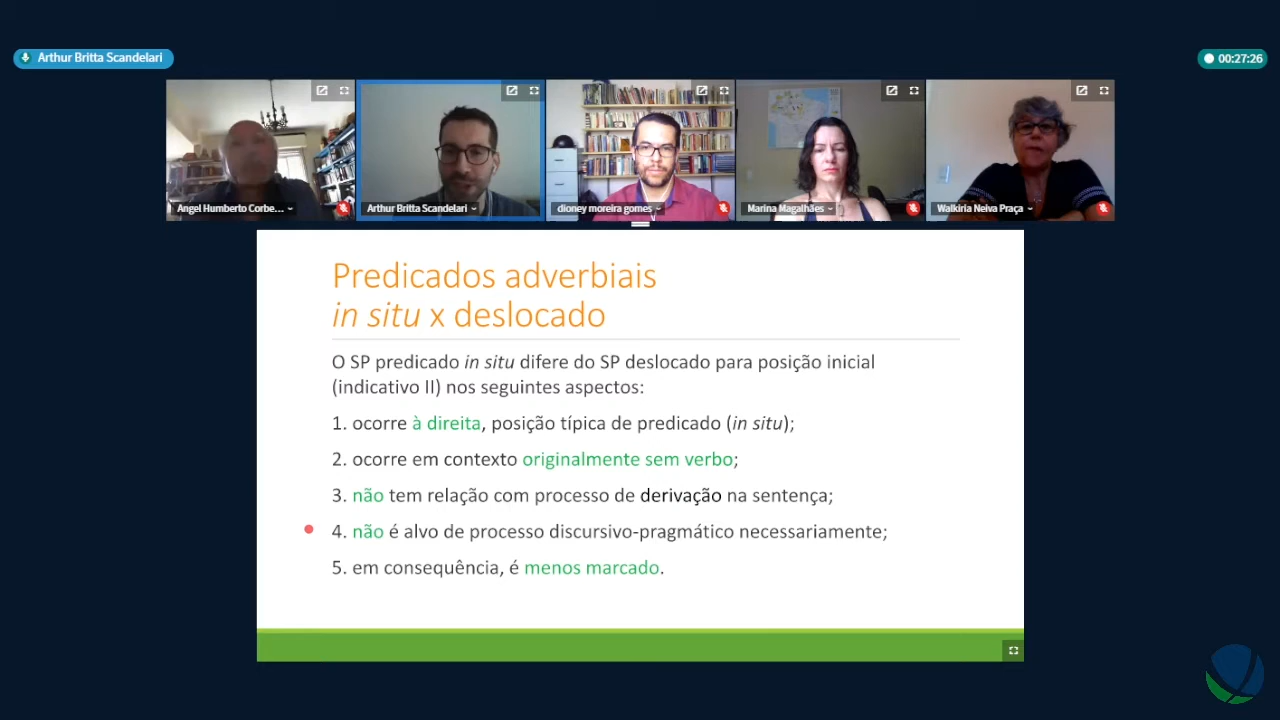 Arthur Britta Scandelari
00:27:26
Angel Humberto Corbe...
Arthur Britta Scandelari
dioney moreira gomes
Marina Magalhães
Walkiria Neiva Praça
Predicados adverbiais
in situ x deslocado
O SP predicado in situ difere do SP deslocado para posição inicial
(indicativo II) nos seguintes aspectos:
1. ocorre à direita, posição típica de predicado (in situ);
2. ocorre em contexto originalmente sem verbo;
3. não tem relação com processo de derivação na sentença;
4. não é alvo de processo discursivo-pragmático necessariamente;
5. em consequência, é menos marcado.